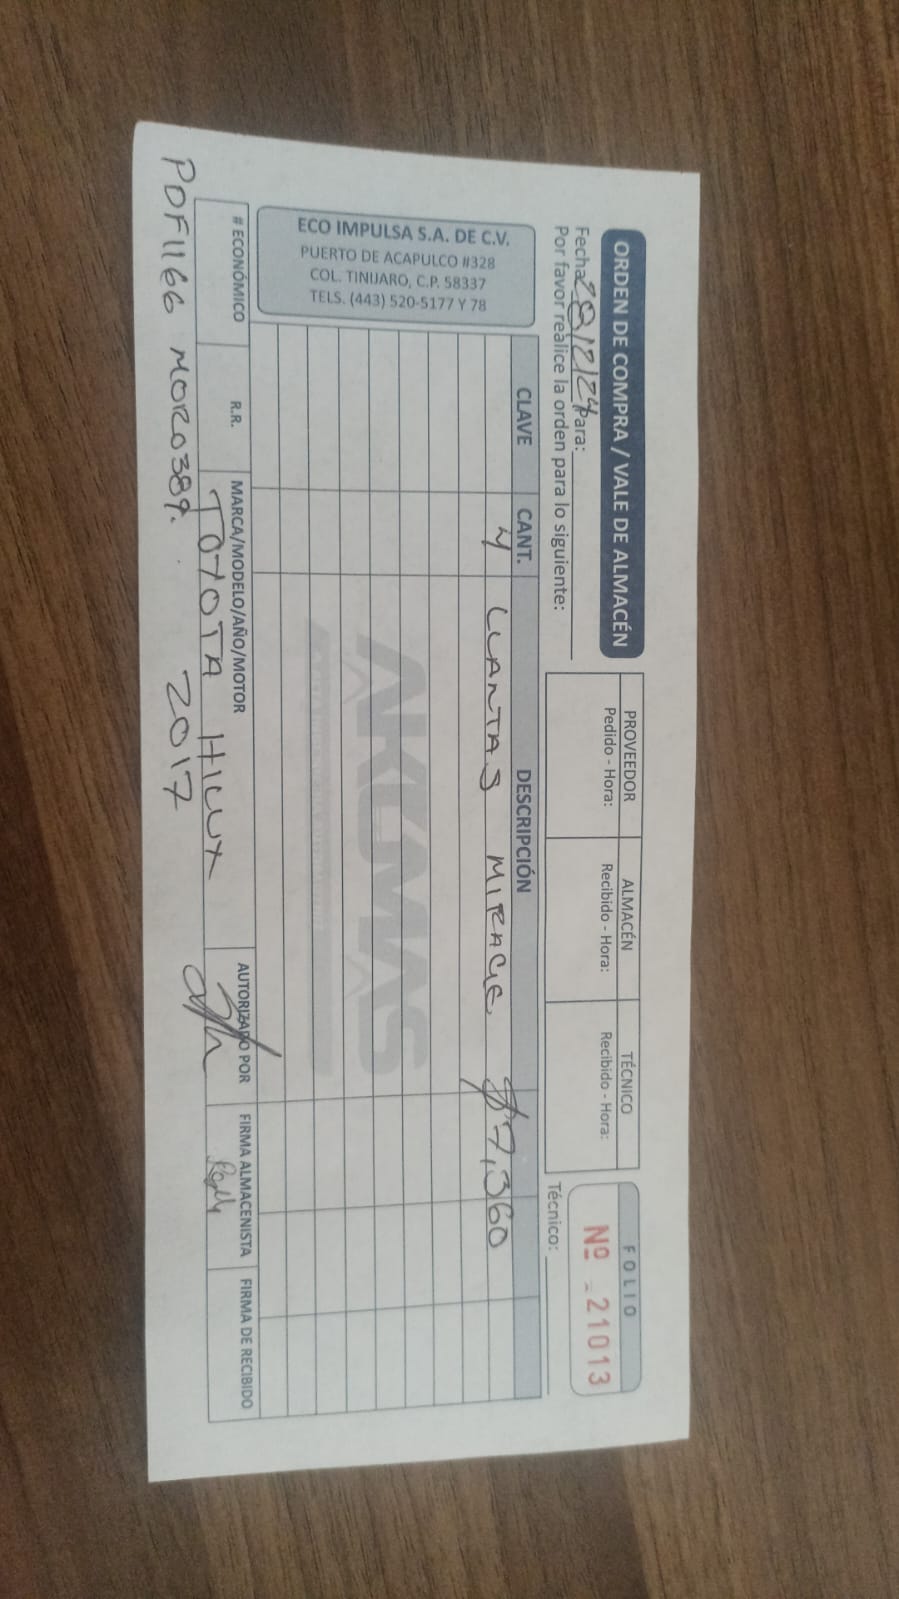 ORDEN DE COMPRA / VALE DE ALMACÉN
Fecha 28/12/24 Para:
Por favor realice la orden para lo siguiente:
PROVEEDOR
Pedido - Hora:
ALMACÉN
Recibido - Hora:
TÉCNICO
Recibido - Hora:
FOLIO
Nº 21013
Técnico:
ECO IMPULSA S.A. DE C.V.
PUERTO DE ACAPULCO #328
COL. TINIJARO, C.P. 58337
TELS. (443) 520-5177 Y 78
CLAVE CANT. DESCRIPCIÓN
4 LLANTAS MIRAGE $7,360
AKUMAS
# ECONÓMICO R.R. MARCA/MODELO/AÑO/MOTOR AUTORIZADO POR FIRMA ALMACENISTA FIRMA DE RECIBIDO
TOYOTA HILUX
PDF1166 MORO389. 2017